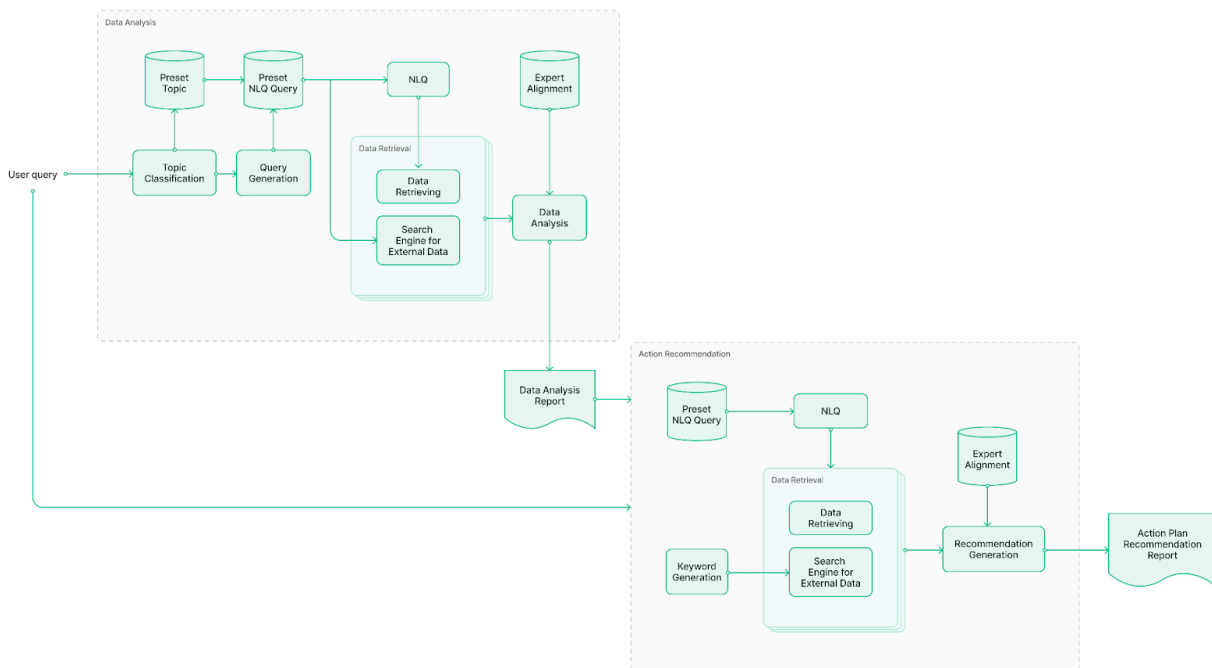 Data Analysis
Preset
Topic
Preset
NLQ Query
NLQ
Expert
Alignment
Data Retrieval
User query
Topic
Classification
Query
Generation
Data
Retrieving
Data
Analysis
Search
Engine for
External Data
Action Recommendation
Data Analysis
Report
Preset
NLQ Query
NLQ
Expert
Alignment
Data Retrieval
Data
Retrieving
Recommendation
Generation
Action Plan
Recommendation
Report
Keyword
Generation
Search
Engine for
External Data